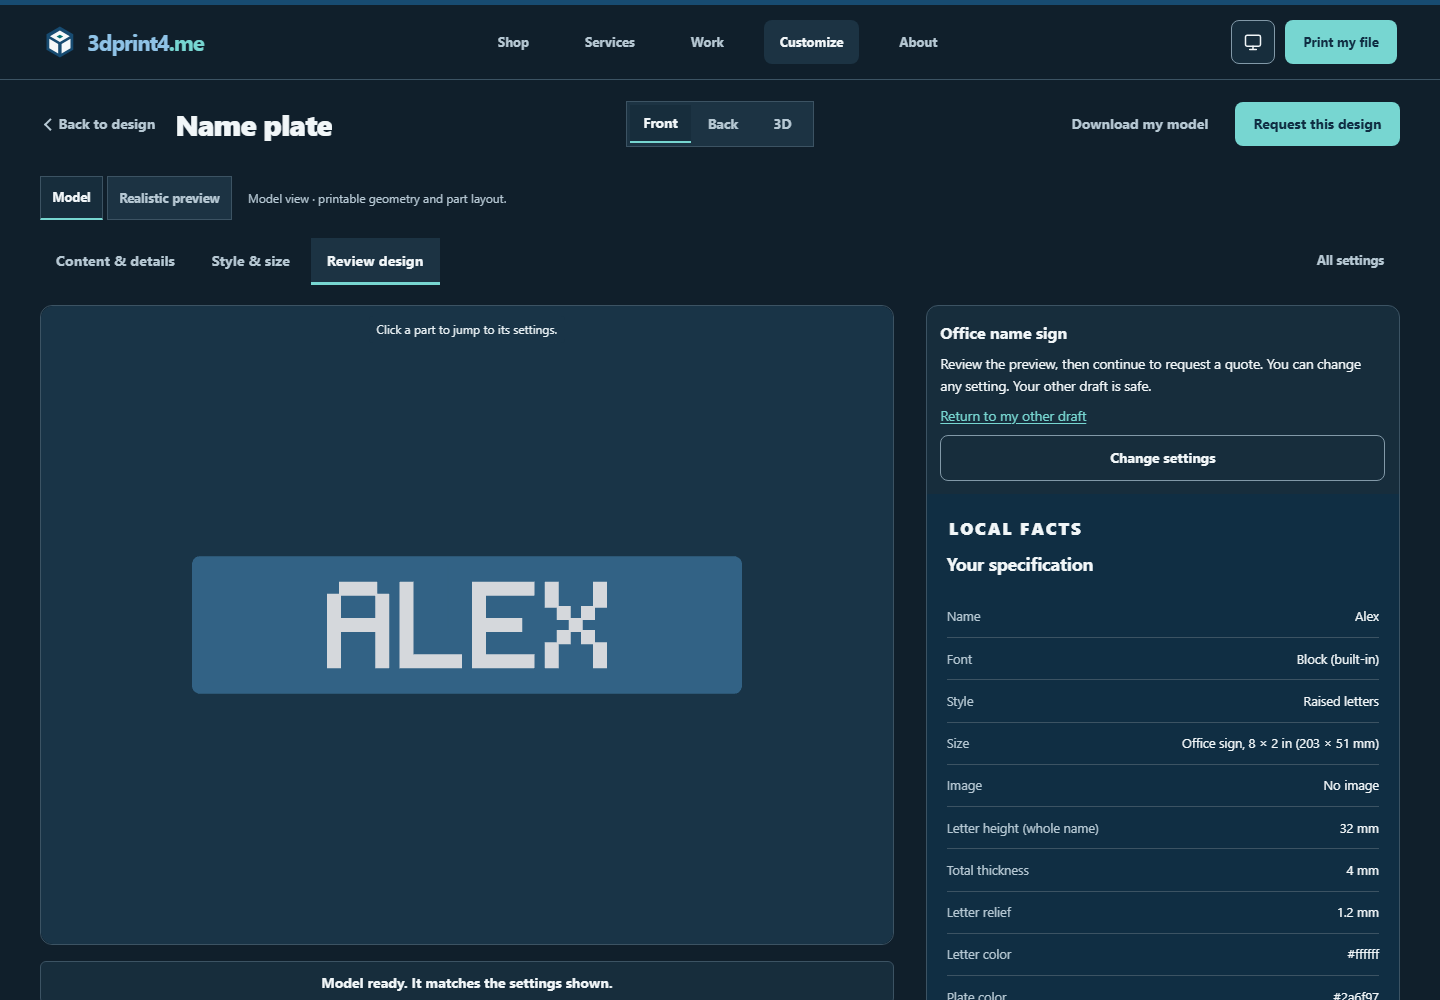 3dprint4.me
Shop
Services
Work
Customize
About
Print my file
Back to design
Name plate
Front
Back
3D
Download my model
Request this design
Model
Realistic preview
Model view · printable geometry and part layout.
Content & details
Style & size
Review design
All settings
Click a part to jump to its settings.
ALEX
Model ready. It matches the settings shown.
Office name sign
Review the preview, then continue to request a quote. You can change
any setting. Your other draft is safe.
Return to my other draft
Change settings
LOCAL FACTS
Your specification
Name Alex
Font Block (built-in)
Style Raised letters
Size Office sign, 8 × 2 in (203 × 51 mm)
Image No image
Letter height (whole name) 32 mm
Total thickness 4 mm
Letter relief 1.2 mm
Letter color #ffffff
Plate color #2a6f97